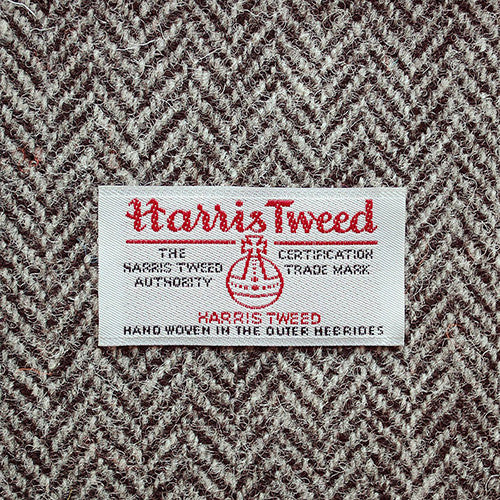 Harris Tweed
THE
HARRIS TWEED
AUTHORITY
CERTIFICATION
TRADE MARK
HARRIS TWEED
HAND WOVEN IN THE OUTER HEBRIDES